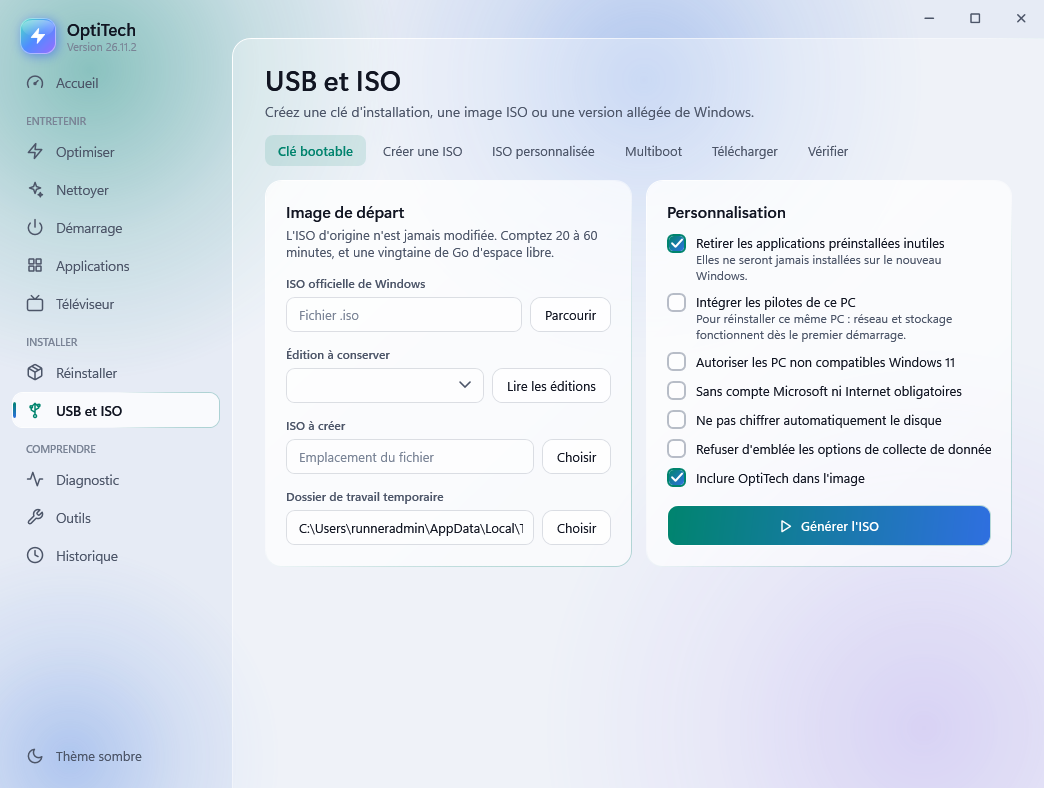 OptiTech
Version 26.11.2
Accueil
ENTRETENIR
Optimiser
Nettoyer
Démarrage
Applications
Téléviseur
INSTALLER
Réinstaller
USB et ISO
COMPRENDRE
Diagnostic
Outils
Historique
Thème sombre
USB et ISO
Créez une clé d'installation, une image ISO ou une version allégée de Windows.
Clé bootable
Créer une ISO
ISO personnalisée
Multiboot
Télécharger
Vérifier
Image de départ
L'ISO d'origine n'est jamais modifiée. Comptez 20 à 60
minutes, et une vingtaine de Go d'espace libre.
ISO officielle de Windows
Fichier .iso
Parcourir
Édition à conserver
Lire les éditions
ISO à créer
Emplacement du fichier
Choisir
Dossier de travail temporaire
C:\Users\runneradmin\AppData\Local\T
Choisir
Personnalisation
Retirer les applications préinstallées inutiles
Elles ne seront jamais installées sur le nouveau
Windows.
Intégrer les pilotes de ce PC
Pour réinstaller ce même PC : réseau et stockage
fonctionnent dès le premier démarrage.
Autoriser les PC non compatibles Windows 11
Sans compte Microsoft ni Internet obligatoires
Ne pas chiffrer automatiquement le disque
Refuser d'emblée les options de collecte de donnée
Inclure OptiTech dans l'image
Générer l'ISO